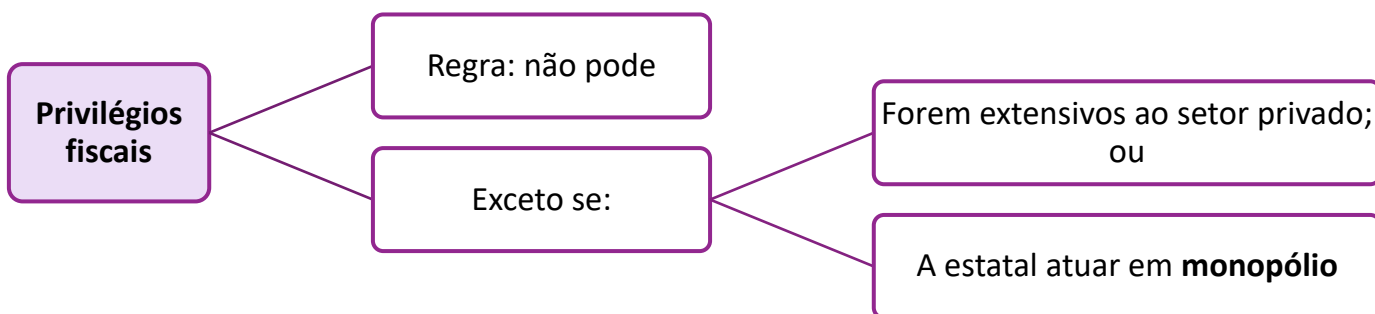 Privilégios
fiscais
Regra: não pode
Exceto se:
Forem extensivos ao setor privado;
ou
A estatal atuar em monopólio